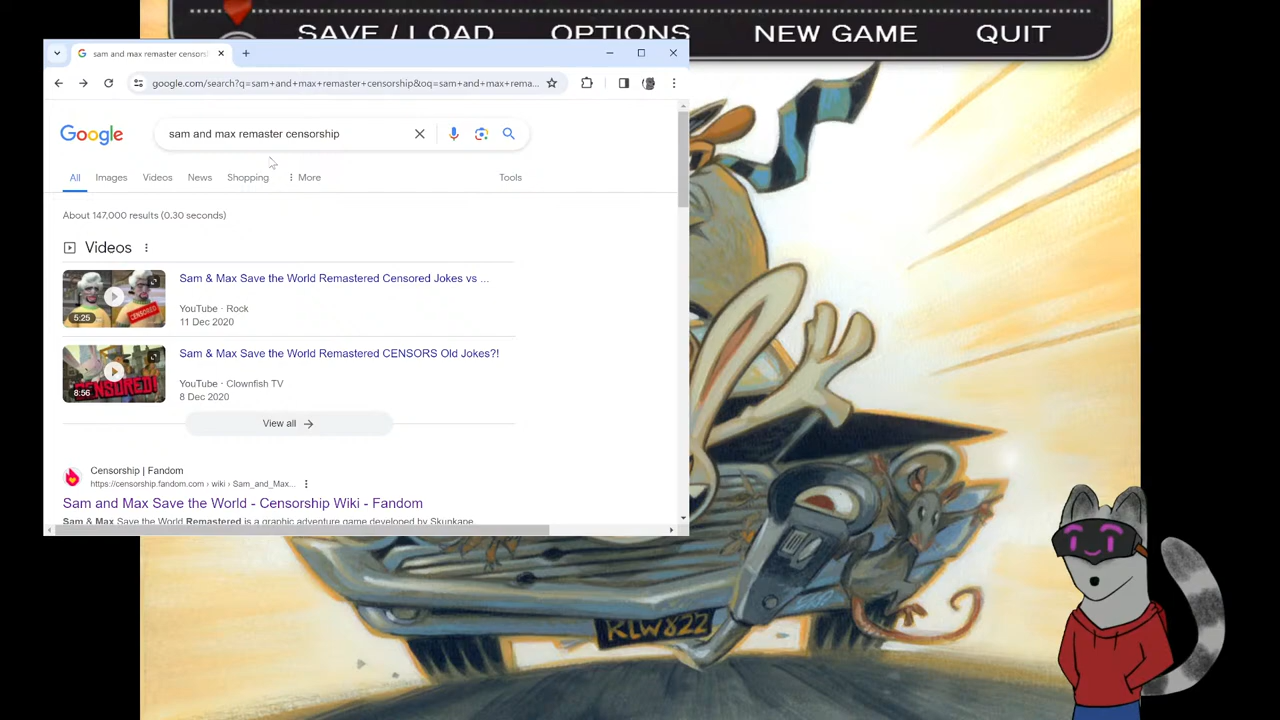 SAVE / LOAD
OPTIONS
NEW GAME
QUIT
sam and max remaster censors
google.com/search?q=sam+and+max+remaster+censorship&oq=sam+and+max+rema...
Google
sam and max remaster censorship
All
Images
Videos
News
Shopping
More
Tools
About 147,000 results (0.30 seconds)
Videos
CENSORED
5:25
Sam & Max Save the World Remastered Censored Jokes vs ...
YouTube · Rock
11 Dec 2020
CENSURED!
8:56
Sam & Max Save the World Remastered CENSORS Old Jokes?!
YouTube · Clownfish TV
8 Dec 2020
View all
Censorship | Fandom
https://censorship.fandom.com › wiki › Sam_and_Max...
Sam and Max Save the World - Censorship Wiki - Fandom
Sam & Max Save the World Remastered is a graphic adventure game developed by Skunkape
KLW822